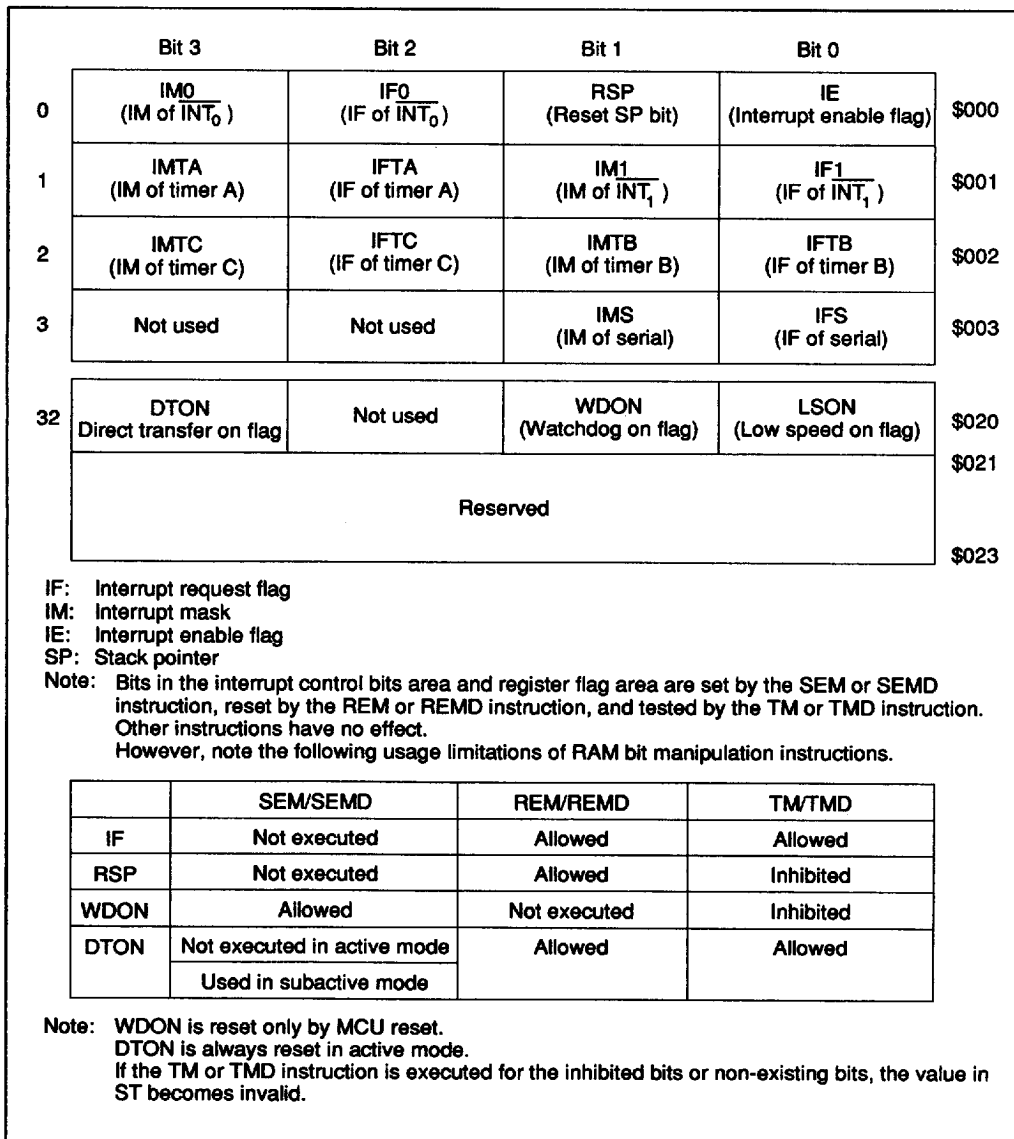 Bit 3 Bit 2 Bit 1 Bit 0
0 IM0 (IM of INT0) IF0 (IF of INT0) RSP (Reset SP bit) IE (Interrupt enable flag) $000
1 IMTA (IM of timer A) IFTA (IF of timer A) IM1 (IM of INT1) IF1 (IF of INT1) $001
2 IMTC (IM of timer C) IFTC (IF of timer C) IMTB (IM of timer B) IFTB (IF of timer B) $002
3 Not used Not used IMS (IM of serial) IFS (IF of serial) $003
32 DTON Direct transfer on flag Not used WDON (Watchdog on flag) LSON (Low speed on flag) $020
$021
Reserved
$023
IF: Interrupt request flag
IM: Interrupt mask
IE: Interrupt enable flag
SP: Stack pointer
Note: Bits in the interrupt control bits area and register flag area are set by the SEM or SEMD
instruction, reset by the REM or REMD instruction, and tested by the TM or TMD instruction.
Other instructions have no effect.
However, note the following usage limitations of RAM bit manipulation instructions.
SEM/SEMD REM/REMD TM/TMD
IF Not executed Allowed Allowed
RSP Not executed Allowed Inhibited
WDON Allowed Not executed Inhibited
DTON Not executed in active mode Allowed Allowed
Used in subactive mode
Note: WDON is reset only by MCU reset.
DTON is always reset in active mode.
If the TM or TMD instruction is executed for the inhibited bits or non-existing bits, the value in
ST becomes invalid.